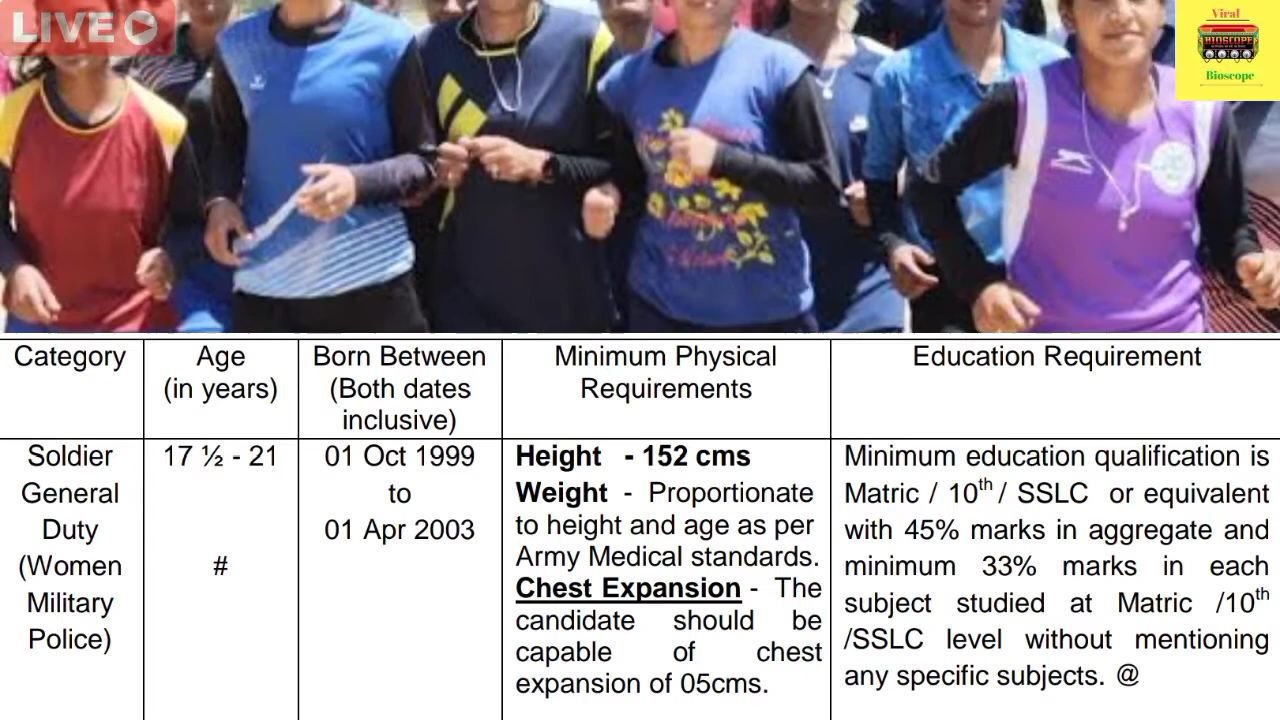 LIVE
Viral
BIOSCOPE
Bioscope
Category
Age
(in years)
Born Between
(Both dates
inclusive)
Minimum Physical
Requirements
Education Requirement
Soldier
General
Duty
(Women
Military
Police)
17 ½ - 21
#
01 Oct 1999
to
01 Apr 2003
Height - 152 cms
Weight - Proportionate
to height and age as per
Army Medical standards.
Chest Expansion - The
candidate should be
capable of chest
expansion of 05cms.
Minimum education qualification is
Matric / 10th / SSLC or equivalent
with 45% marks in aggregate and
minimum 33% marks in each
subject studied at Matric /10th
/SSLC level without mentioning
any specific subjects. @